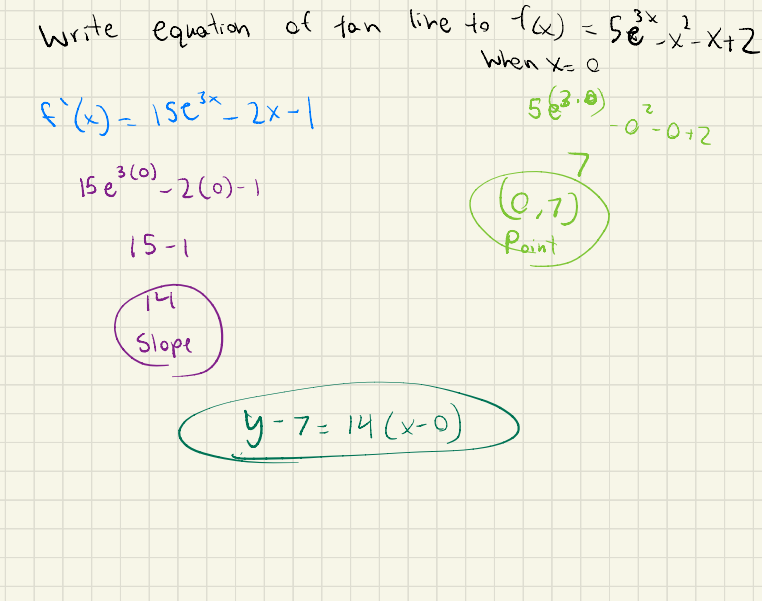 Write equation of tan line to f(x) = 5e^3x - x^2 - x + 2
when x = 0
f'(x) = 15e^3x - 2x - 1
15e^3(0) - 2(0) - 1
15 - 1
14
Slope
5e^(3·0) - 0^2 - 0 + 2
7
(0,7)
Point
y - 7 = 14(x - 0)